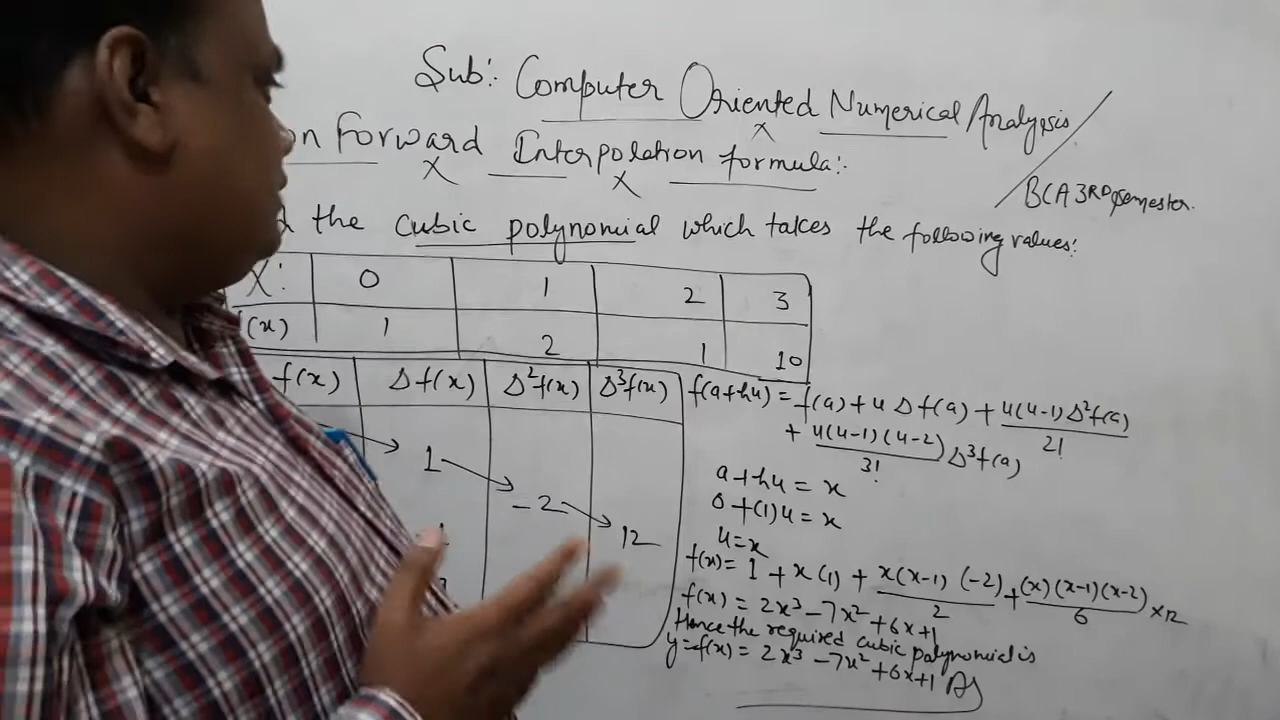 Sub:- Computer Oriented Numerical Analysis
on Forward Interpolation formula:-
BCA 3RD Semester.
the cubic polynomial which takes the following values:
X: 0 1 2 3
(x) 1 2 1 10
f(x) Δf(x) Δ²f(x) Δ³f(x)
1
-2
12
f(a+hu) = f(a) + u Δf(a) + u(u-1)Δ²f(a)/2!
+ u(u-1)(u-2)/3! Δ³f(a)
a+hu = x
0+(1)u = x
u=x
f(x) = 1 + x(1) + x(x-1)(-2)/2 + (x)(x-1)(x-2)/6 ×12
f(x) = 2x³-7x²+6x+1
Hence the required cubic polynomial is
y=f(x) = 2x³-7x²+6x+1